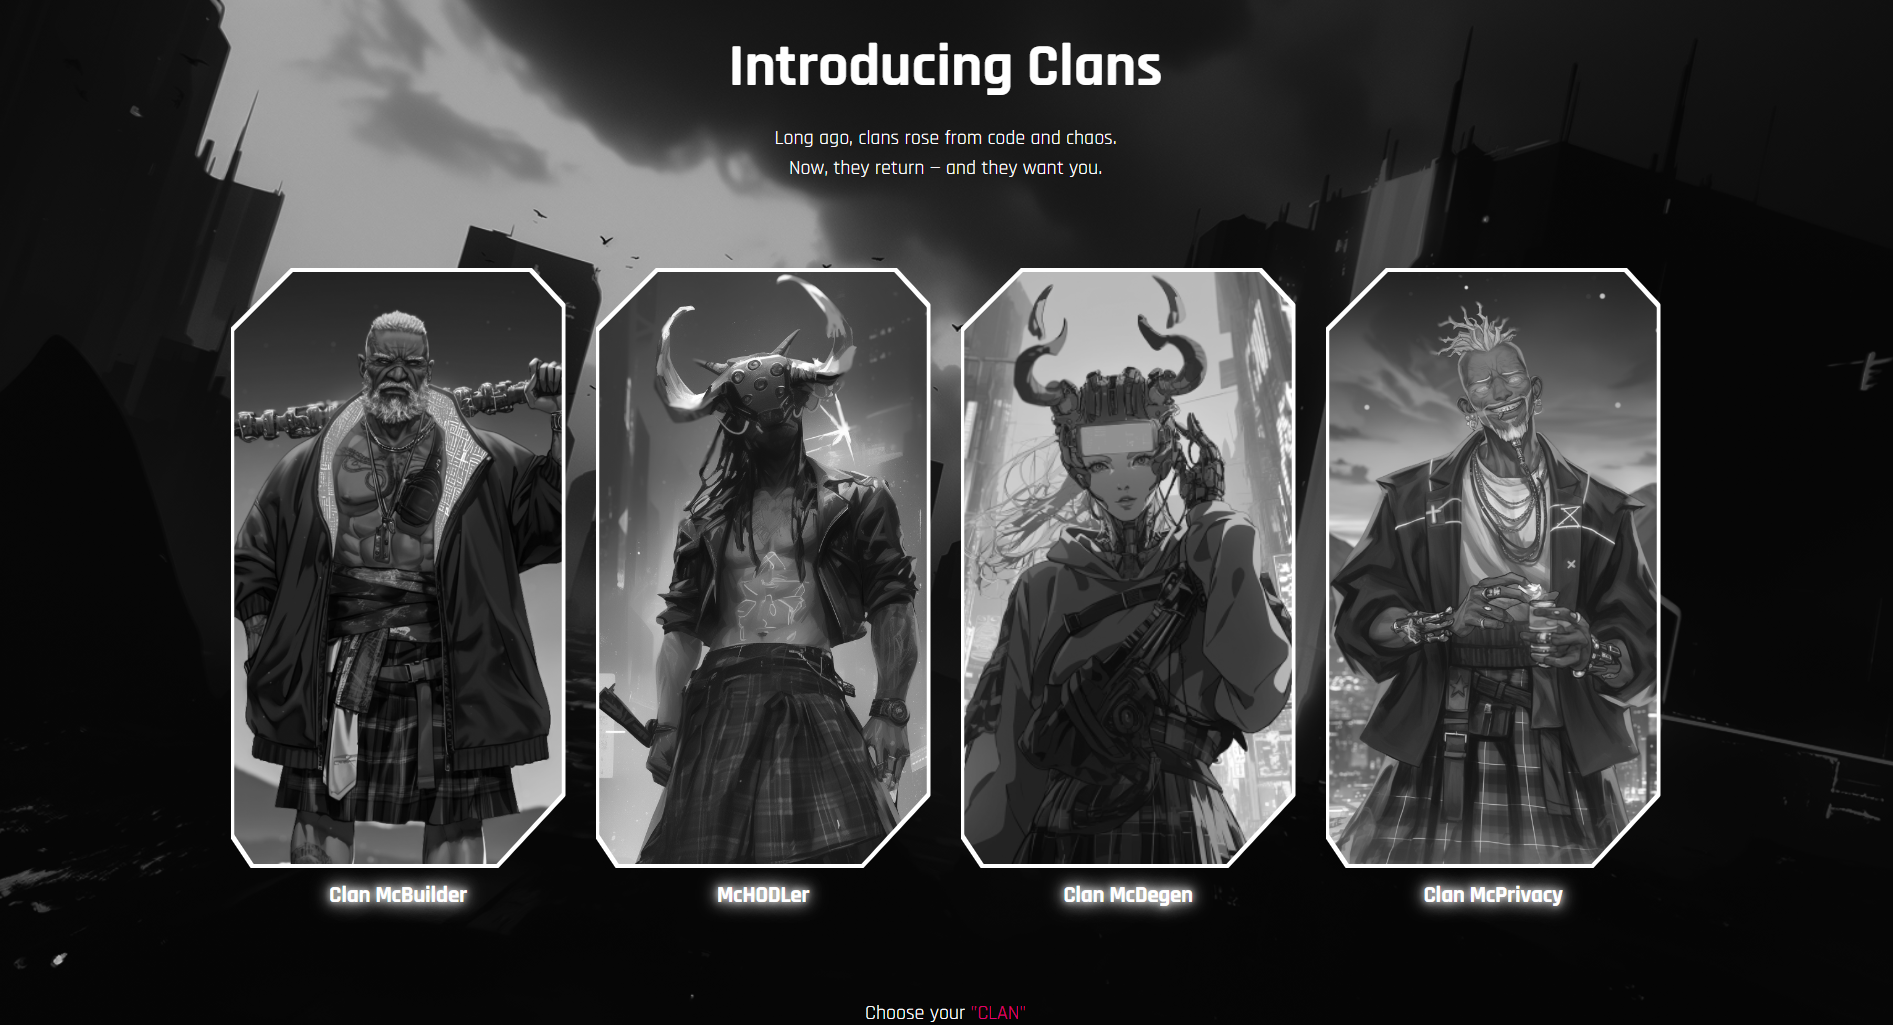 Introducing Clans
Long ago, clans rose from code and chaos.
Now, they return – and they want you.
Clan McBuilder
McHODLer
Clan McDegen
Clan McPrivacy
Choose your "CLAN"